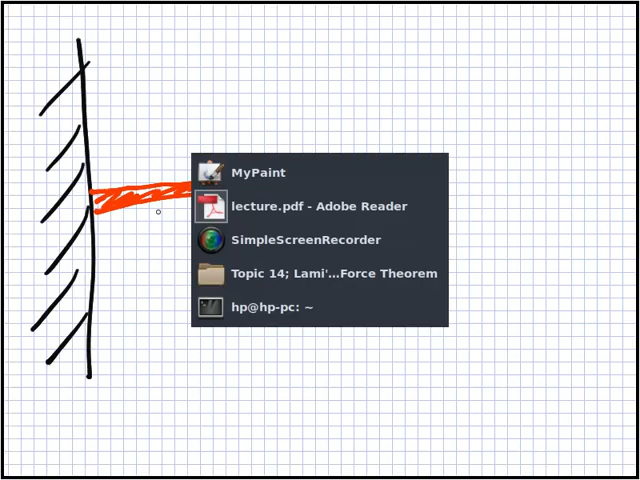 MyPaint
lecture.pdf - Adobe Reader
SimpleScreenRecorder
Topic 14; Lami'...Force Theorem
hp@hp-pc: ~